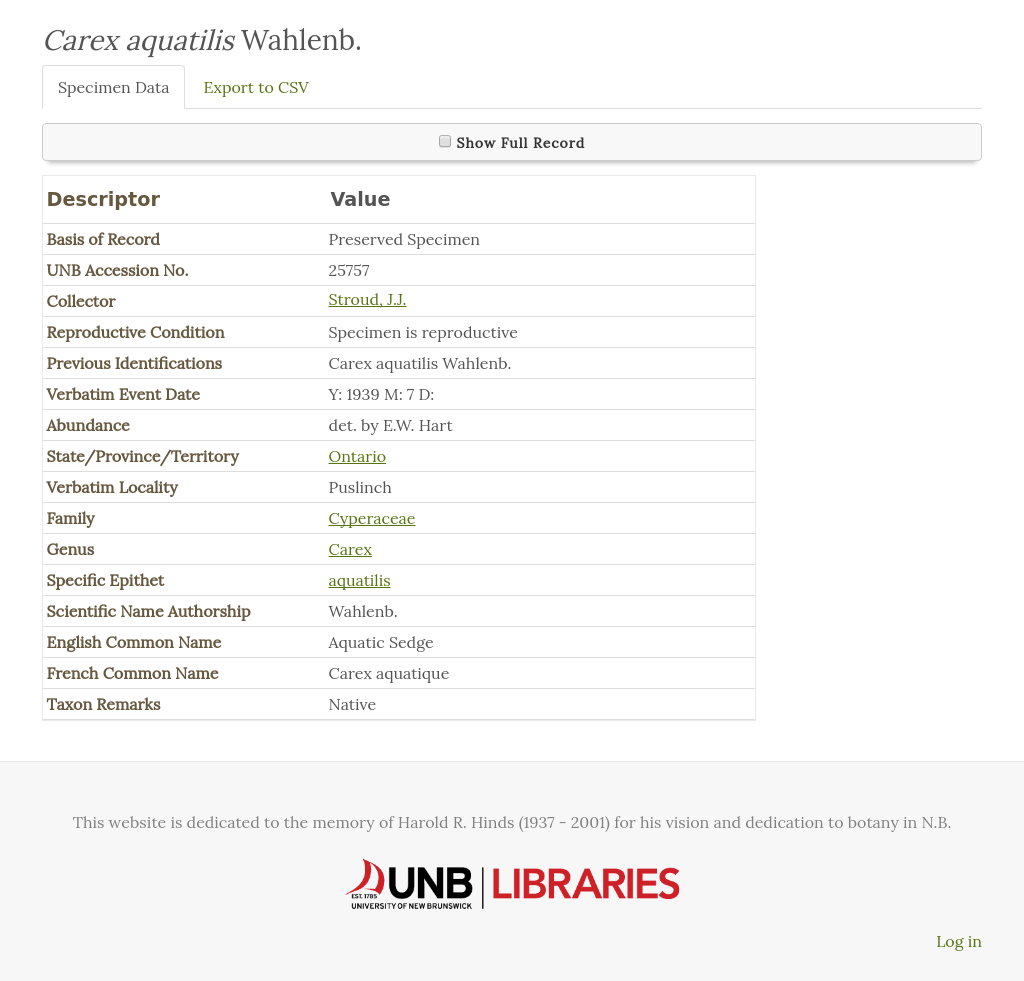 Carex aquatilis Wahlenb.
Specimen Data Export to CSV
Show Full Record
Descriptor Value
Basis of Record Preserved Specimen
UNB Accession No. 25757
Collector Stroud, J.J.
Reproductive Condition Specimen is reproductive
Previous Identifications Carex aquatilis Wahlenb.
Verbatim Event Date Y: 1939 M: 7 D:
Abundance det. by E.W. Hart
State/Province/Territory Ontario
Verbatim Locality Puslinch
Family Cyperaceae
Genus Carex
Specific Epithet aquatilis
Scientific Name Authorship Wahlenb.
English Common Name Aquatic Sedge
French Common Name Carex aquatique
Taxon Remarks Native
This website is dedicated to the memory of Harold R. Hinds (1937 - 2001) for his vision and dedication to botany in N.B.
EST. 1785 UNB LIBRARIES
UNIVERSITY OF NEW BRUNSWICK
Log in